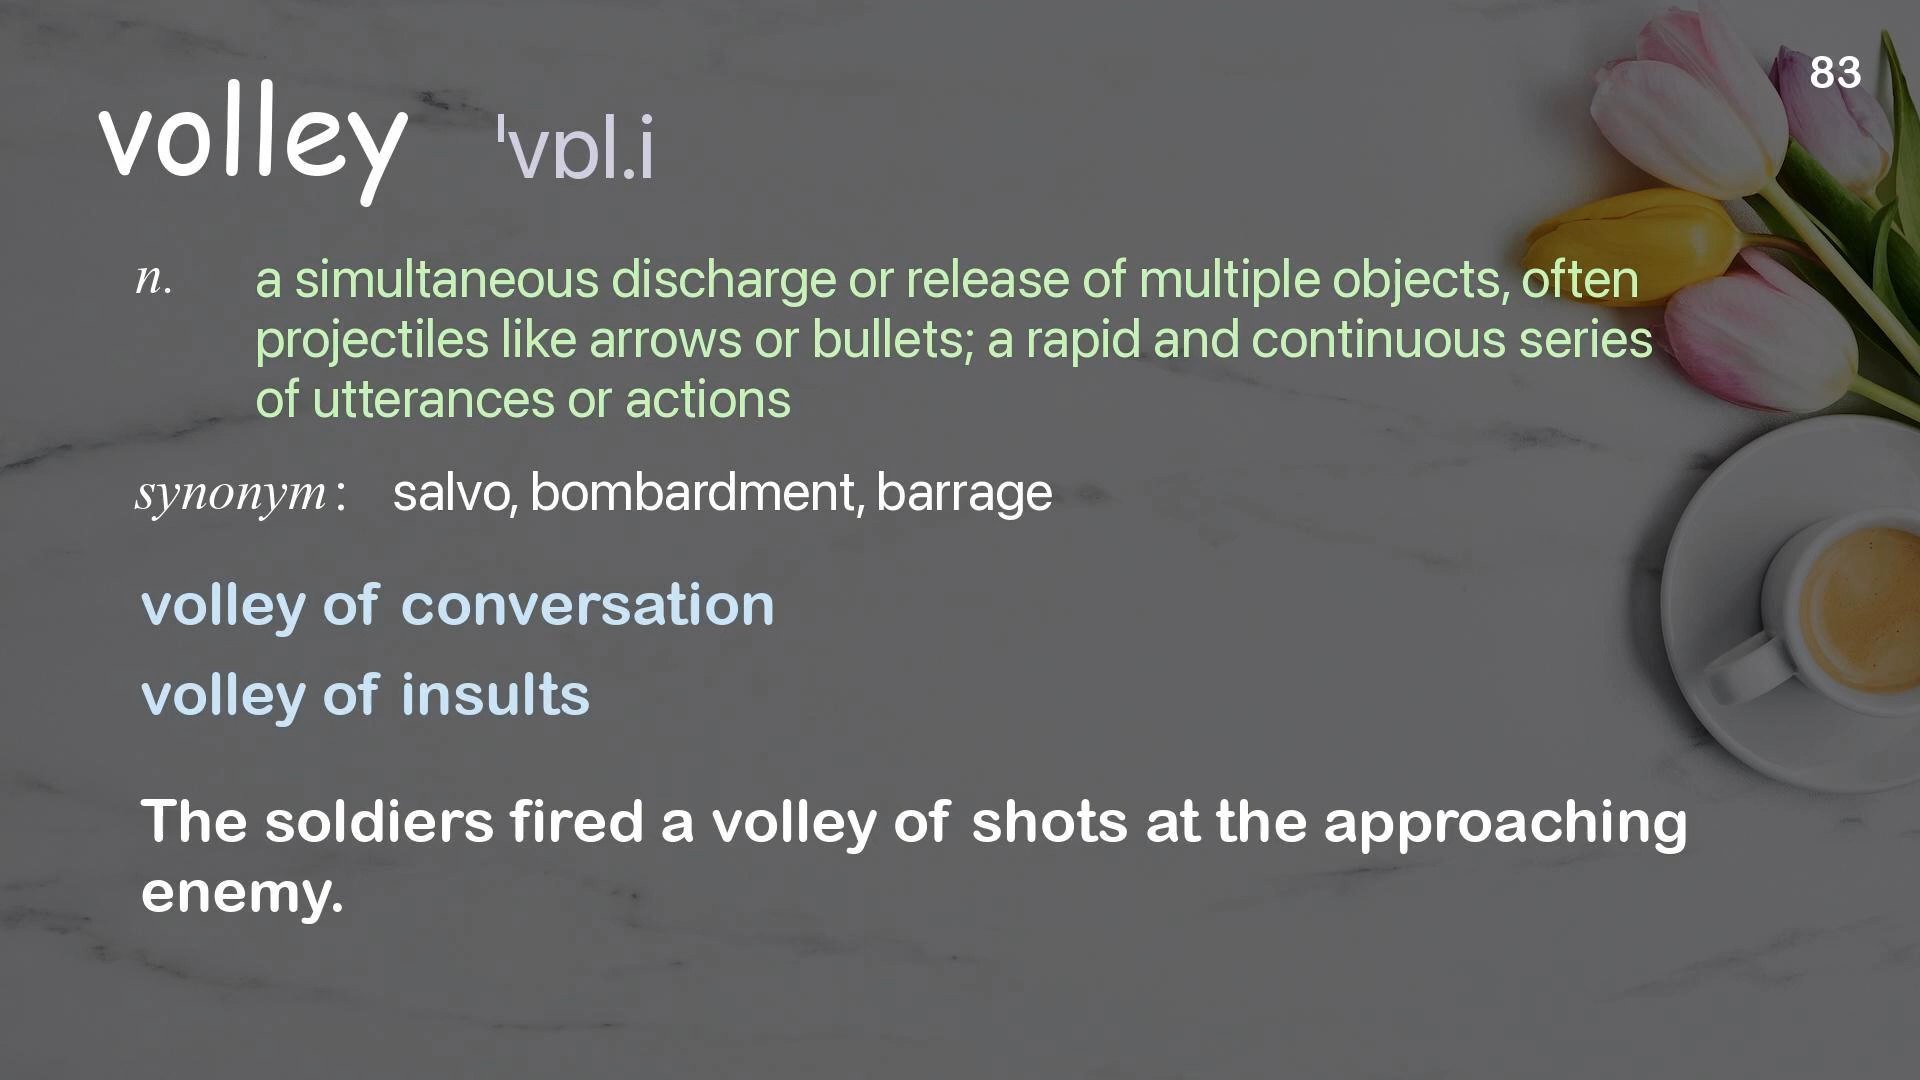 83
volley ˈvɒl.i
n. a simultaneous discharge or release of multiple objects, often
projectiles like arrows or bullets; a rapid and continuous series
of utterances or actions
synonym : salvo, bombardment, barrage
volley of conversation
volley of insults
The soldiers fired a volley of shots at the approaching
enemy.